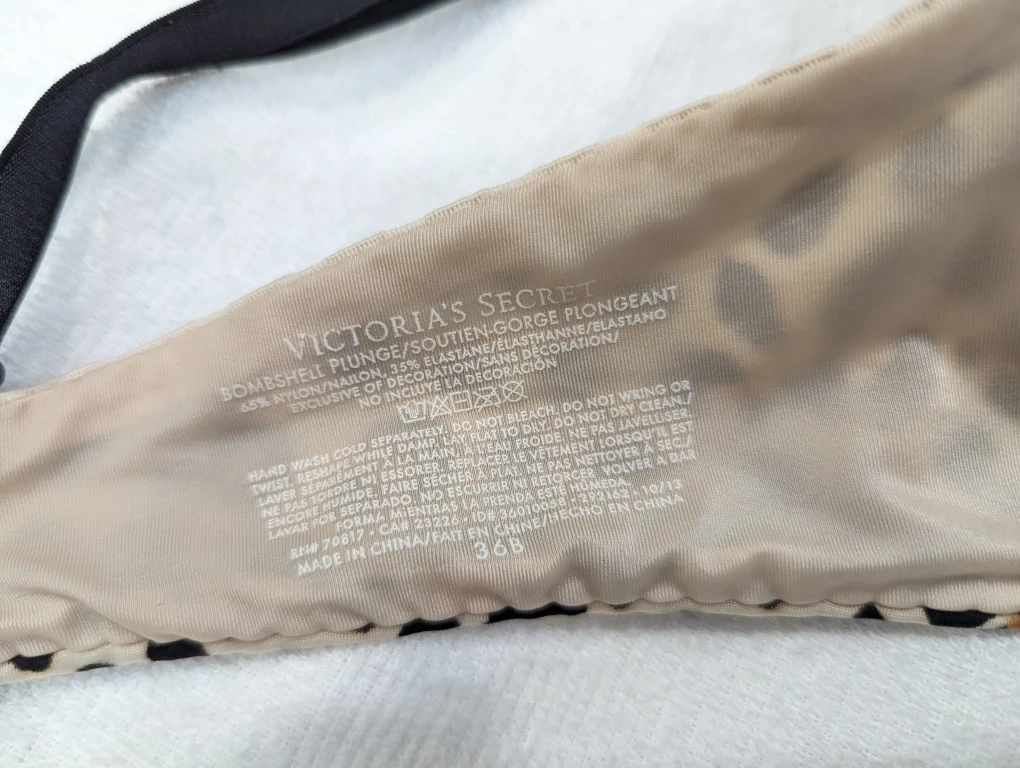 VICTORIA'S SECRET
BOMBSHELL PLUNGE/SOUTIEN-GORGE PLONGEANT
65% NYLON/NAILON, 35% ELASTANE/ELASTHANNE/ELASTANO
EXCLUSIVE OF DECORATION/SANS DÉCORATION/
NO INCLUYE LA DECORACIÓN
HAND WASH COLD SEPARATELY. DO NOT BLEACH. DO NOT WRING OR
TWIST. RESHAPE WHILE DAMP. LAY FLAT TO DRY. DO NOT DRY CLEAN./
LAVER SÉPARÉMENT À LA MAIN, À L'EAU FROIDE. NE PAS JAVELLISER.
NE PAS TORDRE NI ESSORER. REPLACER LE VÊTEMENT LORSQU'IL EST
ENCORE HUMIDE. FAIRE SÉCHER À PLAT. NE PAS NETTOYER À SEC./
LAVAR POR SEPARADO. NO ESCURRIR NI RETORCER. VOLVER A DAR
FORMA MIENTRAS LA PRENDA ESTÉ HÚMEDA.
RN# 70817 • CA# 23226 • ID# 36010050 • 292162 • 10/13
MADE IN CHINA/FAIT EN CHINE/HECHO EN CHINA
36B